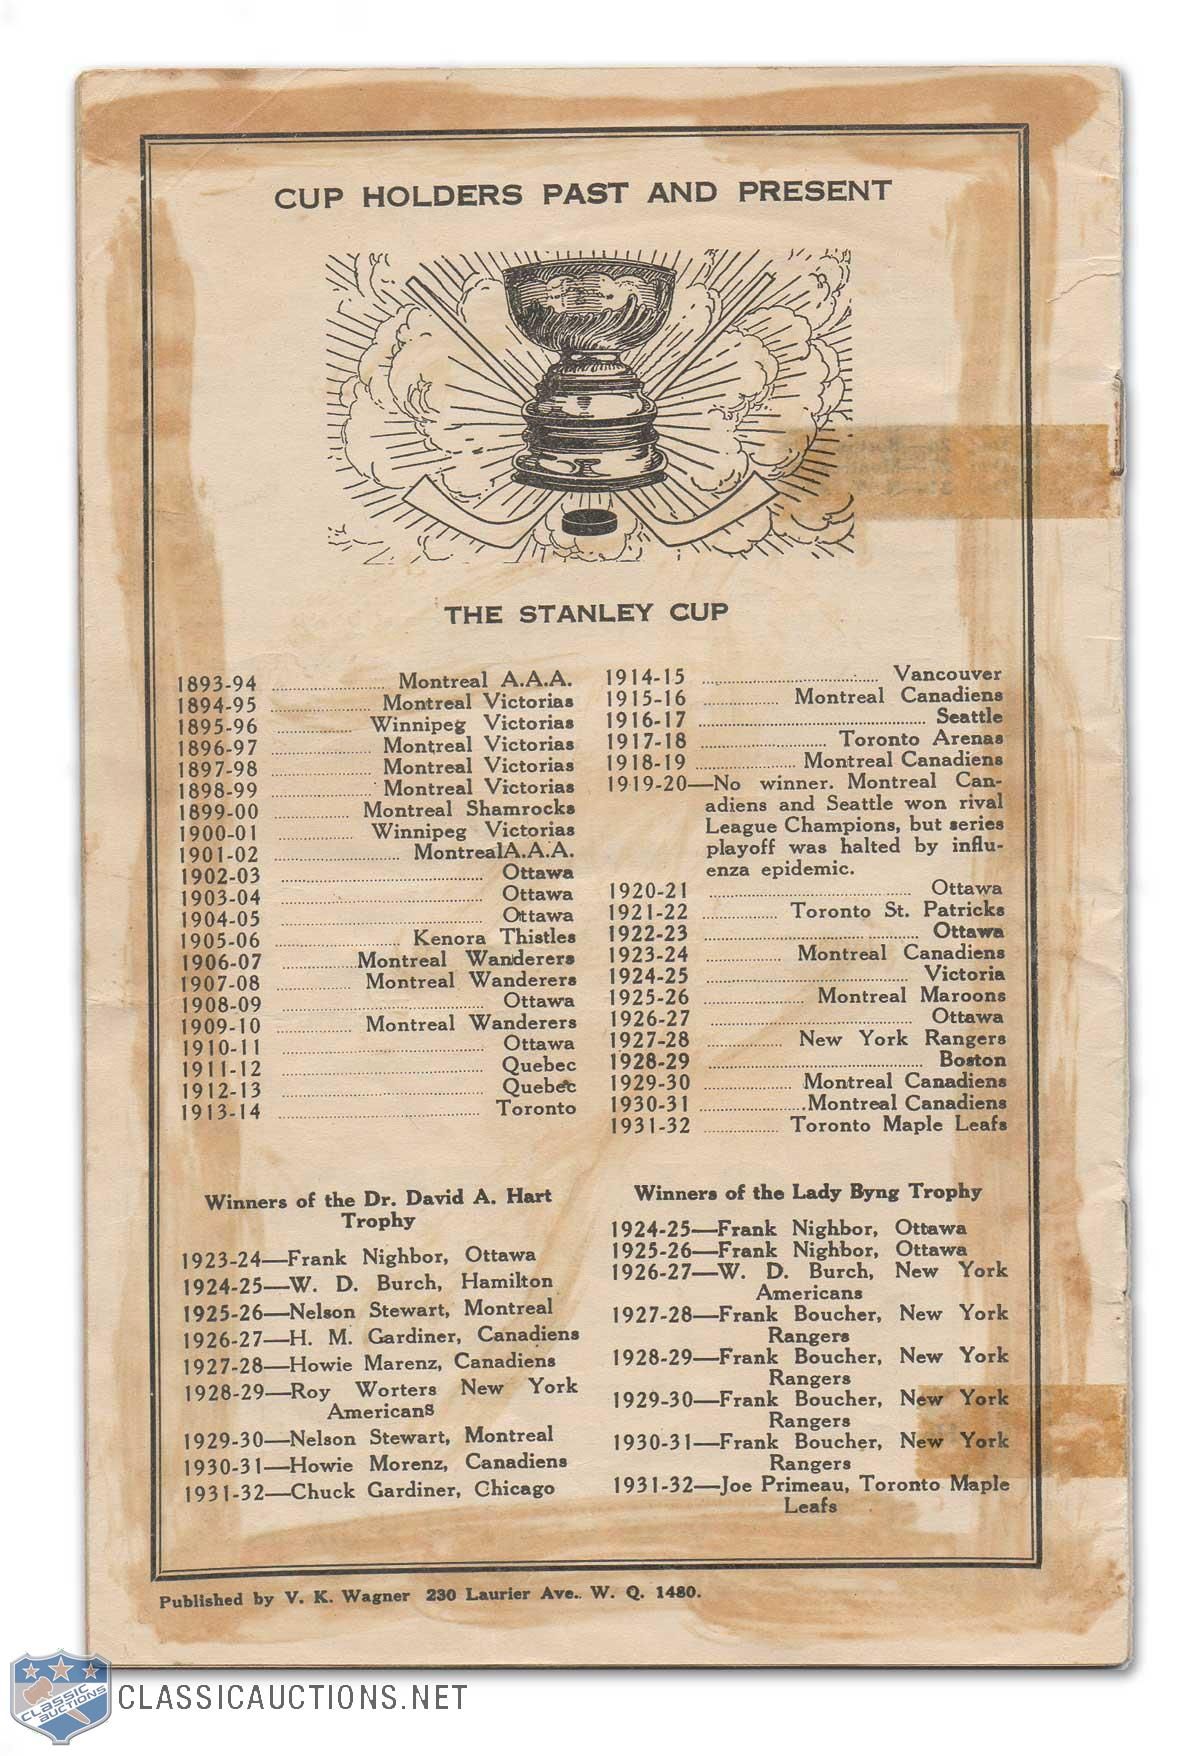 CUP HOLDERS PAST AND PRESENT
THE STANLEY CUP
1893-94 Montreal A.A.A.
1894-95 Montreal Victorias
1895-96 Winnipeg Victorias
1896-97 Montreal Victorias
1897-98 Montreal Victorias
1898-99 Montreal Victorias
1899-00 Montreal Shamrocks
1900-01 Winnipeg Victorias
1901-02 MontrealA.A.A.
1902-03 Ottawa
1903-04 Ottawa
1904-05 Ottawa
1905-06 Kenora Thistles
1906-07 Montreal Wanderers
1907-08 Montreal Wanderers
1908-09 Ottawa
1909-10 Montreal Wanderers
1910-11 Ottawa
1911-12 Quebec
1912-13 Quebec
1913-14 Toronto
1914-15 Vancouver
1915-16 Montreal Canadiens
1916-17 Seattle
1917-18 Toronto Arenas
1918-19 Montreal Canadiens
1919-20—No winner. Montreal Can-
adiens and Seattle won rival
League Champions, but series
playoff was halted by influ-
enza epidemic.
1920-21 Ottawa
1921-22 Toronto St. Patricks
1922-23 Ottawa
1923-24 Montreal Canadiens
1924-25 Victoria
1925-26 Montreal Maroons
1926-27 Ottawa
1927-28 New York Rangers
1928-29 Boston
1929-30 Montreal Canadiens
1930-31 Montreal Canadiens
1931-32 Toronto Maple Leafs
Winners of the Dr. David A. Hart
Trophy
1923-24—Frank Nighbor, Ottawa
1924-25—W. D. Burch, Hamilton
1925-26—Nelson Stewart, Montreal
1926-27—H. M. Gardiner, Canadiens
1927-28—Howie Marenz, Canadiens
1928-29—Roy Worters New York
Americans
1929-30—Nelson Stewart, Montreal
1930-31—Howie Morenz, Canadiens
1931-32—Chuck Gardiner, Chicago
Winners of the Lady Byng Trophy
1924-25—Frank Nighbor, Ottawa
1925-26—Frank Nighbor, Ottawa
1926-27—W. D. Burch, New York
Americans
1927-28—Frank Boucher, New York
Rangers
1928-29—Frank Boucher, New York
Rangers
1929-30—Frank Boucher, New York
Rangers
1930-31—Frank Boucher, New York
Rangers
1931-32—Joe Primeau, Toronto Maple
Leafs
Published by V. K. Wagner 230 Laurier Ave.. W. Q. 1480.
CLASSIC
AUCTIONS
CLASSICAUCTIONS.NET